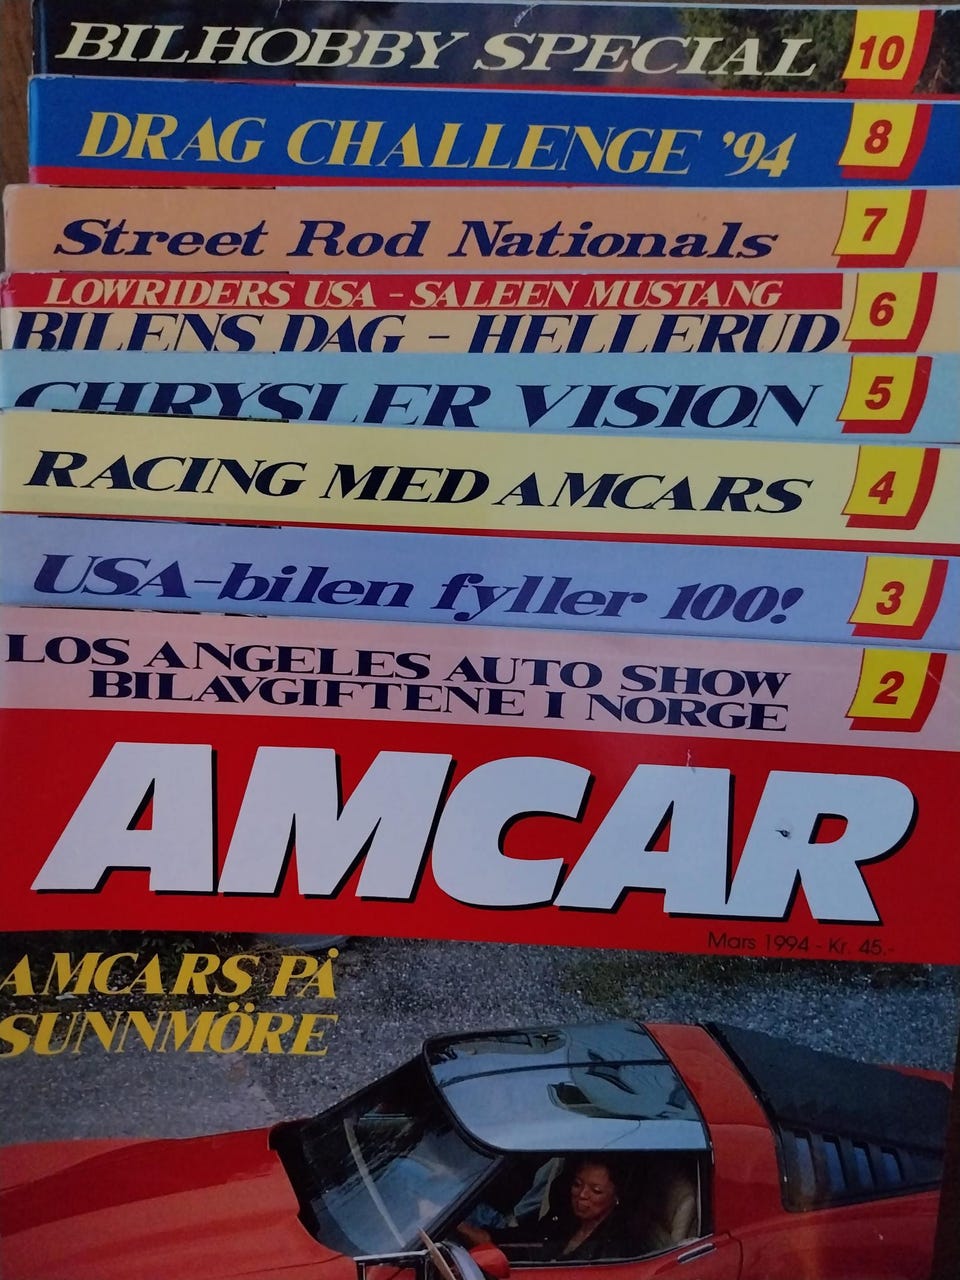 BILHOBBY SPECIAL 10
DRAG CHALLENGE '94 8
Street Rod Nationals 7
LOWRIDERS USA - SALEEN MUSTANG
BILENS DAG - HELLERUD 6
CHRYSLER VISION 5
RACING MED AMCARS 4
USA-bilen fyller 100! 3
LOS ANGELES AUTO SHOW
BILAVGIFTENE I NORGE 2
AMCAR
Mars 1994 - Kr. 45.-
AMCARS PÅ
SUNNMÖRE